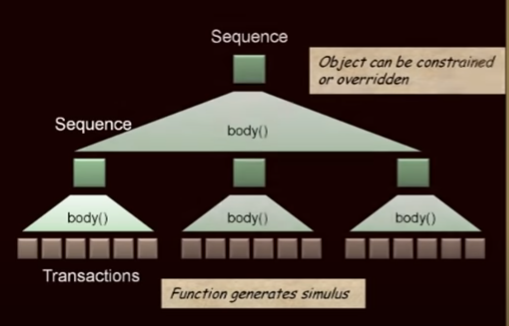 Sequence
Object can be constrained
or overridden
Sequence
body()
body()
body()
body()
Transactions
Function generates simulus